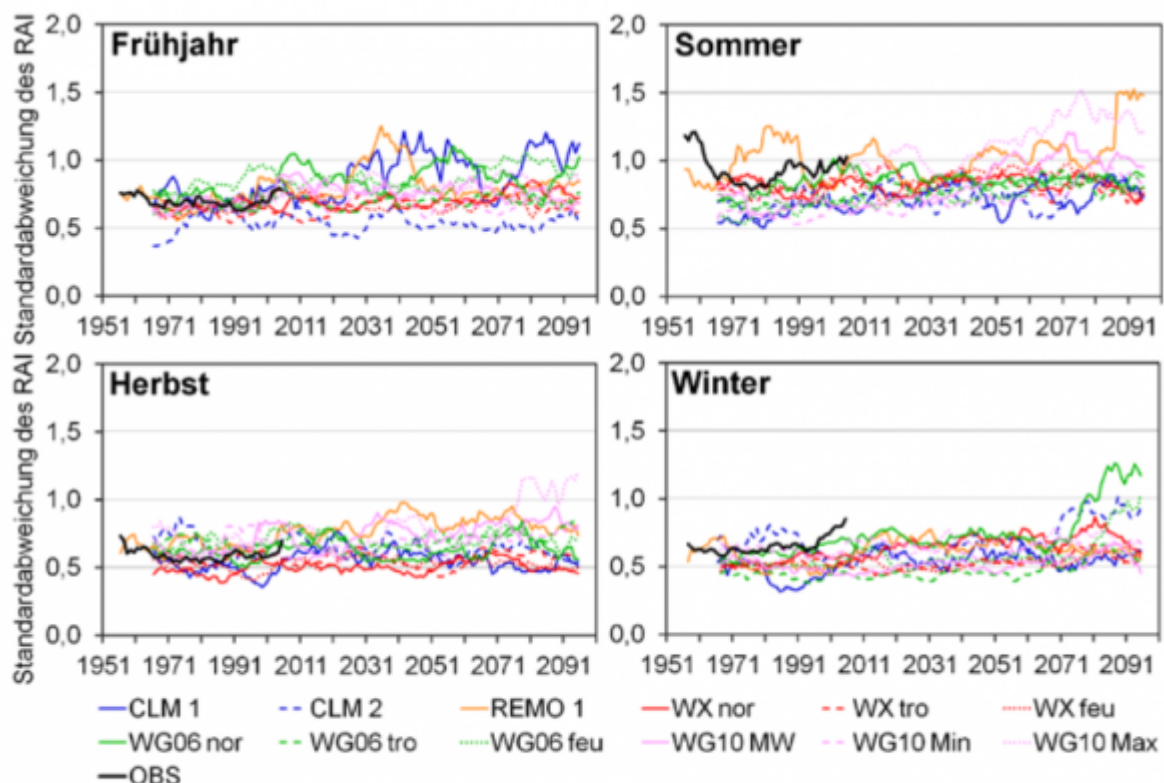 Standardabweichung des RAI
2,0
1,5
1,0
0,5
0,0
Frühjahr
1951 1971 1991 2011 2031 2051 2071 2091
2,0
1,5
1,0
0,5
0,0
Sommer
1951 1971 1991 2011 2031 2051 2071 2091
Standardabweichung des RAI
2,0
1,5
1,0
0,5
0,0
Herbst
1951 1971 1991 2011 2031 2051 2071 2091
2,0
1,5
1,0
0,5
0,0
Winter
1951 1971 1991 2011 2031 2051 2071 2091
CLM 1 CLM 2 REMO 1 WX nor WX tro WX feu
WG06 nor WG06 tro WG06 feu WG10 MW WG10 Min WG10 Max
OBS